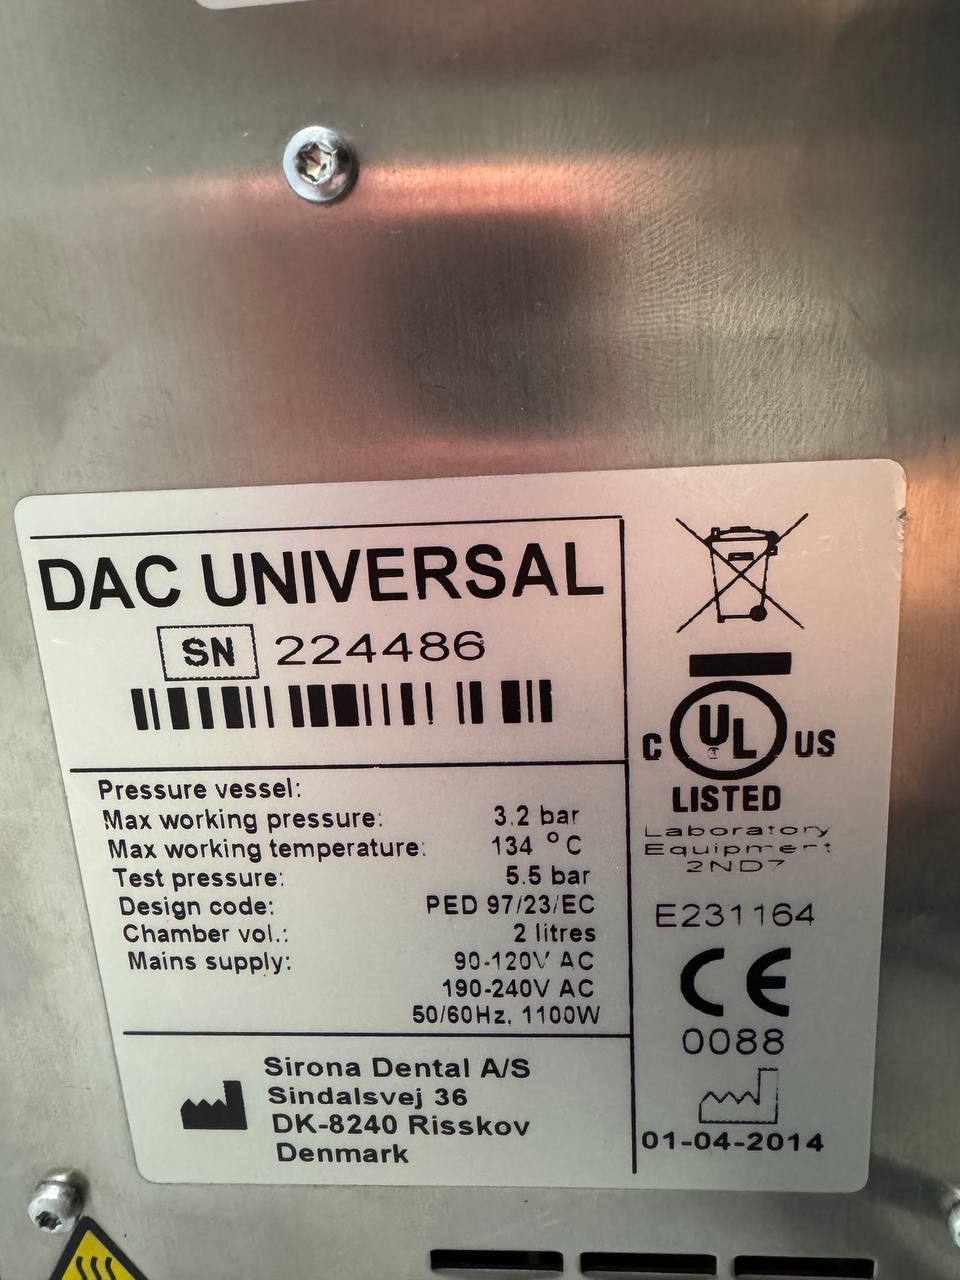 DAC UNIVERSAL
SN 224486
Pressure vessel:
Max working pressure: 3.2 bar
Max working temperature: 134 °C
Test pressure: 5.5 bar
Design code: PED 97/23/EC
Chamber vol.: 2 litres
Mains supply: 90-120V AC
190-240V AC
50/60Hz, 1100W
Sirona Dental A/S
Sindalsvej 36
DK-8240 Risskov
Denmark
C UL US
LISTED
Laboratory
Equipment
2ND7
E231164
CE
0088
01-04-2014